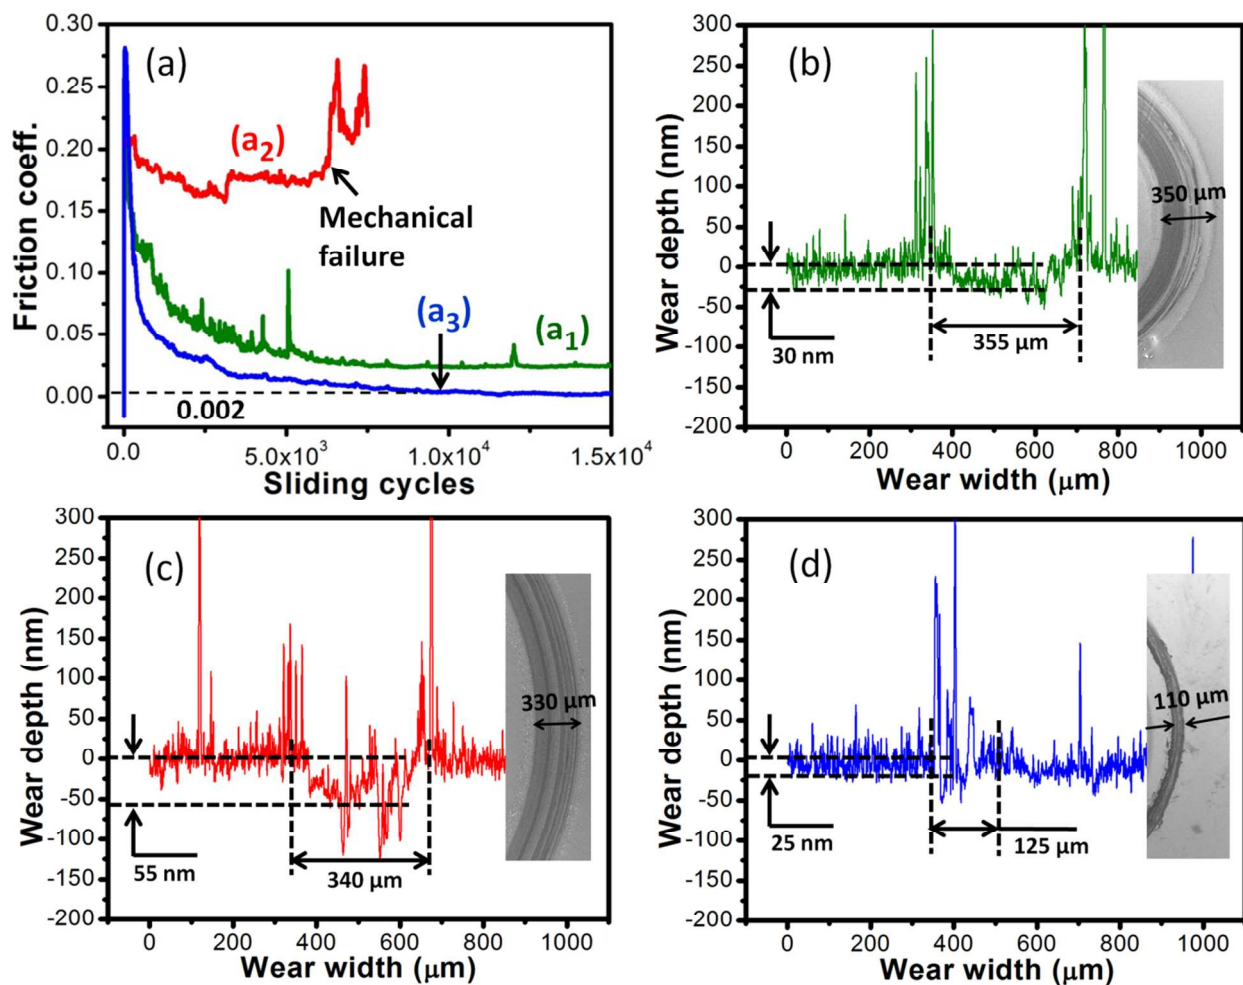 (a)
0.30
0.25
0.20
0.15
0.10
0.05
0.00
Friction coeff.
(a2)
Mechanical
failure
(a3)
(a1)
0.002
0.0
5.0x10³
1.0x10⁴
1.5x10⁴
Sliding cycles
(b)
300
250
200
150
100
50
0
-50
-100
-150
-200
Wear depth (nm)
350 µm
30 nm
355 µm
0
200
400
600
800
1000
Wear width (µm)
(c)
300
250
200
150
100
50
0
-50
-100
-150
-200
Wear depth (nm)
330 µm
55 nm
340 µm
0
200
400
600
800
1000
Wear width (µm)
(d)
300
250
200
150
100
50
0
-50
-100
-150
-200
Wear depth (nm)
110 µm
25 nm
125 µm
0
200
400
600
800
1000
Wear width (µm)